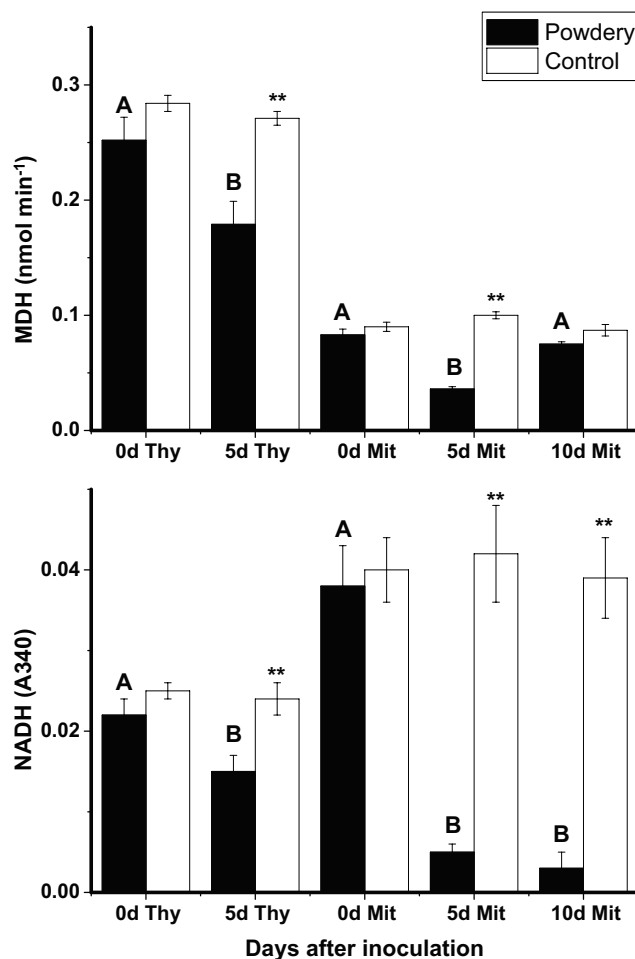 Powdery
Control
MDH (nmol min⁻¹)
0.3
0.2
0.1
0.0
A
**
B
A
**
B
A
0d Thy 5d Thy 0d Mit 5d Mit 10d Mit
NADH (A340)
0.04
0.02
0.00
A
**
B
A
**
B
**
B
0d Thy 5d Thy 0d Mit 5d Mit 10d Mit
Days after inoculation